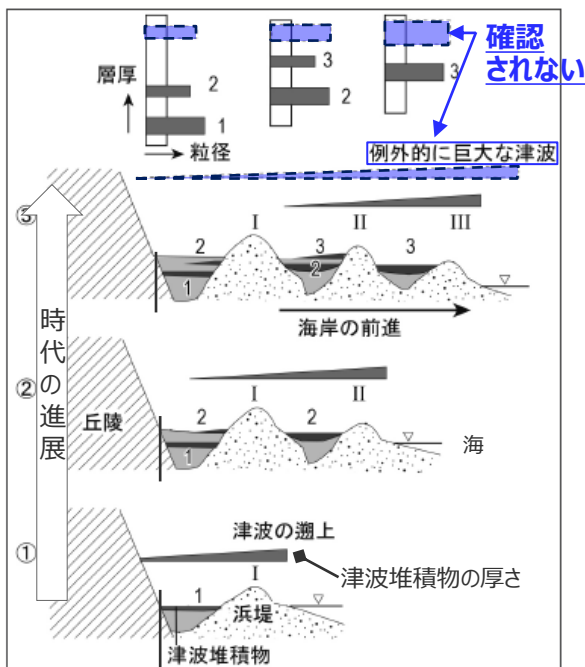 確認
されない
層厚
粒径
2
1
3
2
3
例外的に巨大な津波
③
I
II
III
2
3
3
1
2
海岸の前進
時代の進展
②
I
II
丘陵
2
2
1
海
①
津波の遡上
津波堆積物の厚さ
I
1
浜堤
津波堆積物